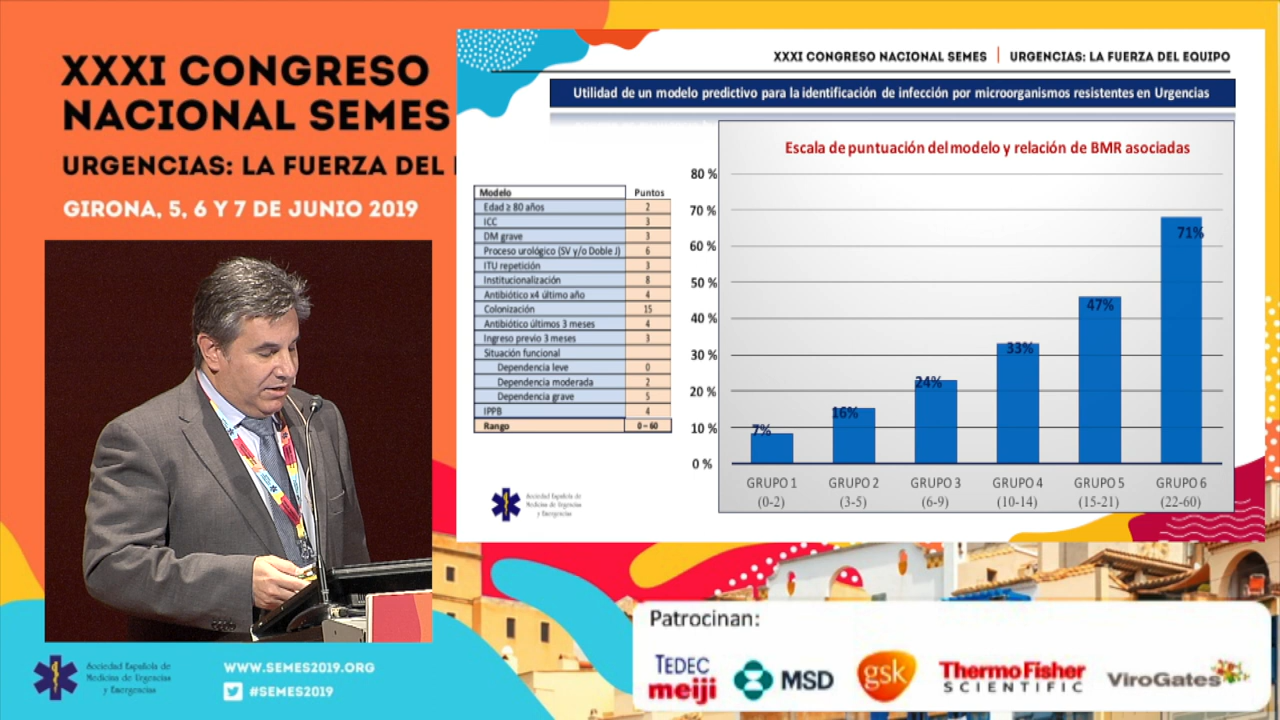 XXXI CONGRESO
NACIONAL SEMES
URGENCIAS: LA FUERZA DEL
GIRONA, 5, 6 Y 7 DE JUNIO 2019
XXXI CONGRESO NACIONAL SEMES | URGENCIAS: LA FUERZA DEL EQUIPO
Utilidad de un modelo predictivo para la identificación de infección por microorganismos resistentes en Urgencias
Modelo Puntos
Edad ≥ 80 años 2
ICC 3
DM grave 3
Proceso urológico (SV y/o Doble J) 6
ITU repetición 3
Institucionalización 8
Antibiótico x4 último año 4
Colonización 15
Antibiótico últimos 3 meses 4
Ingreso previo 3 meses 3
Situación funcional
Dependencia leve 0
Dependencia moderada 2
Dependencia grave 5
IPPB 4
Rango 0 – 60
Escala de puntuación del modelo y relación de BMR asociadas
80 %
70 %
60 %
50 %
40 %
30 %
20 %
10 %
0 %
7%
16%
24%
33%
47%
71%
GRUPO 1 GRUPO 2 GRUPO 3 GRUPO 4 GRUPO 5 GRUPO 6
(0-2) (3-5) (6-9) (10-14) (15-21) (22-60)
Sociedad Española de
Medicina de Urgencias
y Emergencias
Sociedad Española de
Medicina de Urgencias
y Emergencias
WWW.SEMES2019.ORG
#SEMES2019
Patrocinan:
TEDEC
meiji
MSD
gsk
ThermoFisher
SCIENTIFIC
ViroGates